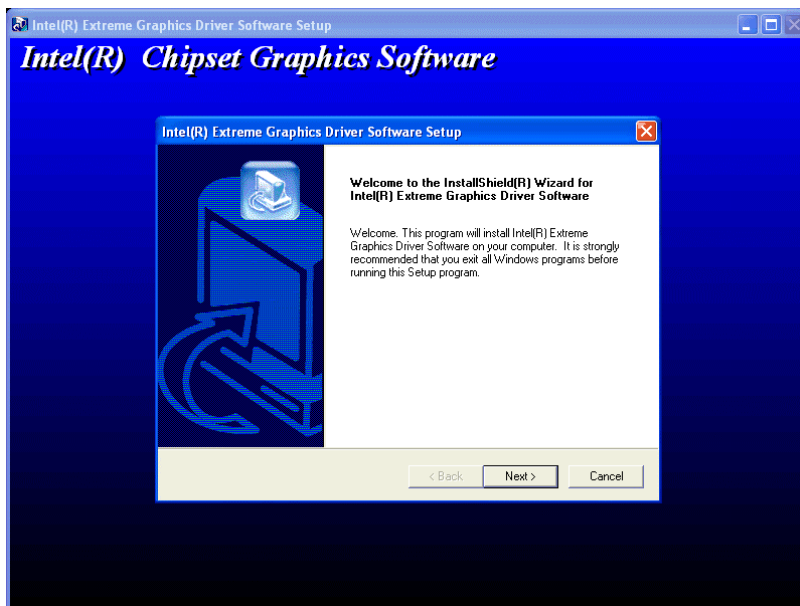 Intel(R) Extreme Graphics Driver Software Setup
Intel(R) Chipset Graphics Software
Intel(R) Extreme Graphics Driver Software Setup
Welcome to the InstallShield(R) Wizard for
Intel(R) Extreme Graphics Driver Software
Welcome. This program will install Intel(R) Extreme
Graphics Driver Software on your computer. It is strongly
recommended that you exit all Windows programs before
running this Setup program.
< Back Next > Cancel